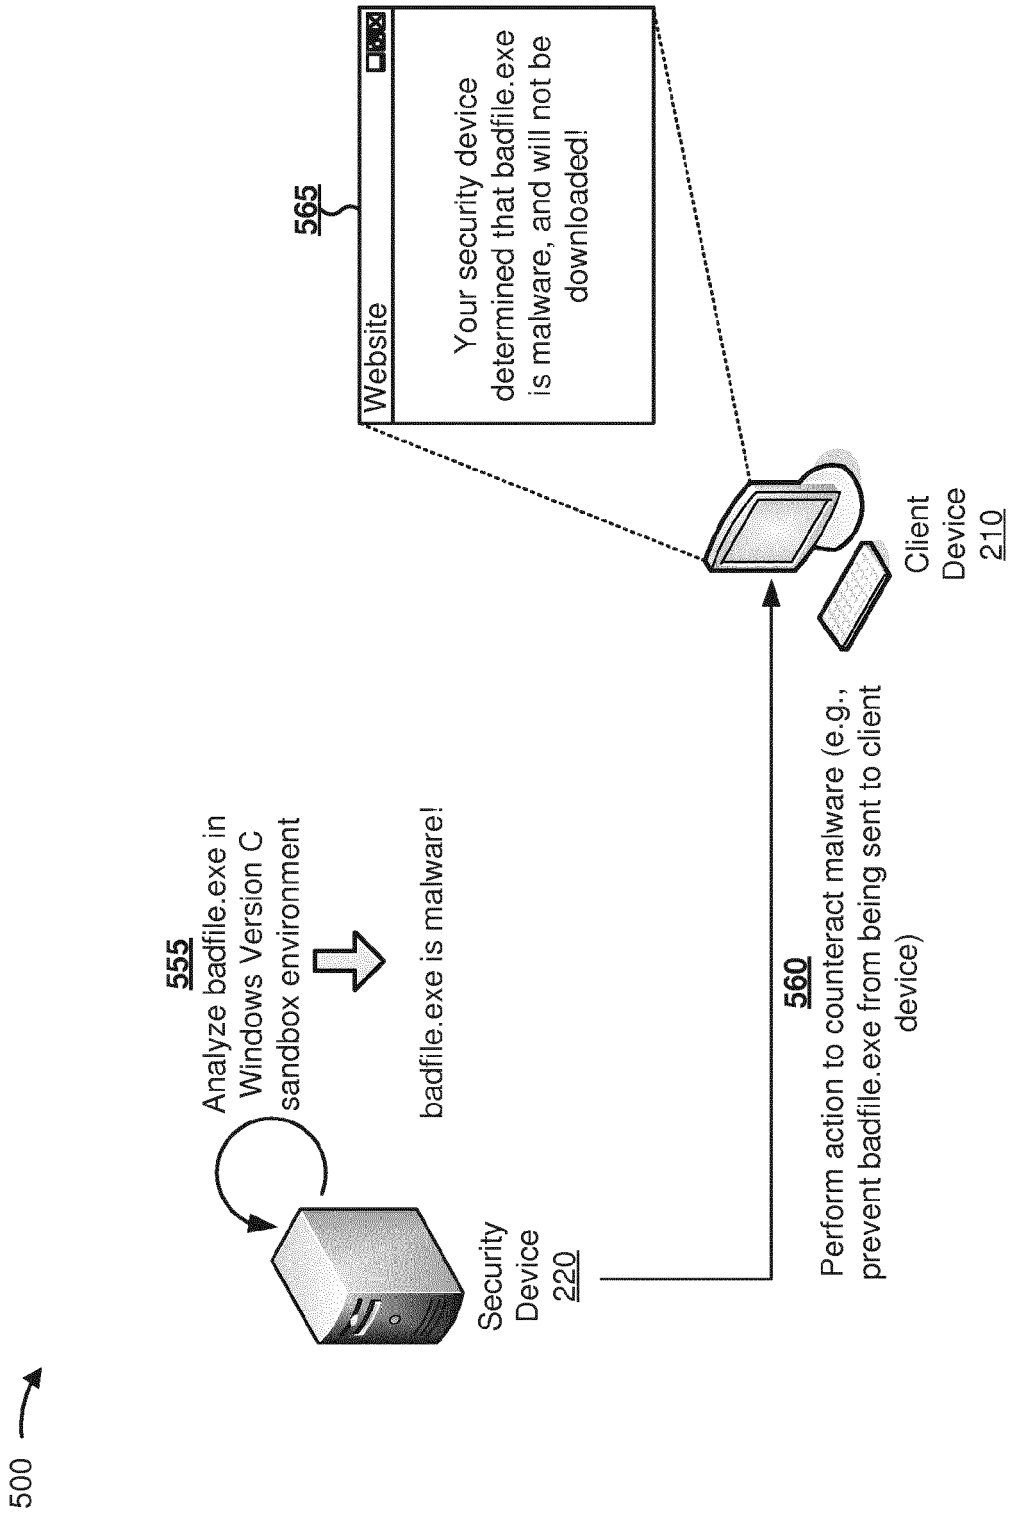 500
555
Analyze badfile.exe in
Windows Version C
sandbox environment
badfile.exe is malware!
Security
Device
220
560
Perform action to counteract malware (e.g.,
prevent badfile.exe from being sent to client
device)
565
Website
Your security device
determined that badfile.exe
is malware, and will not be
downloaded!
Client
Device
210